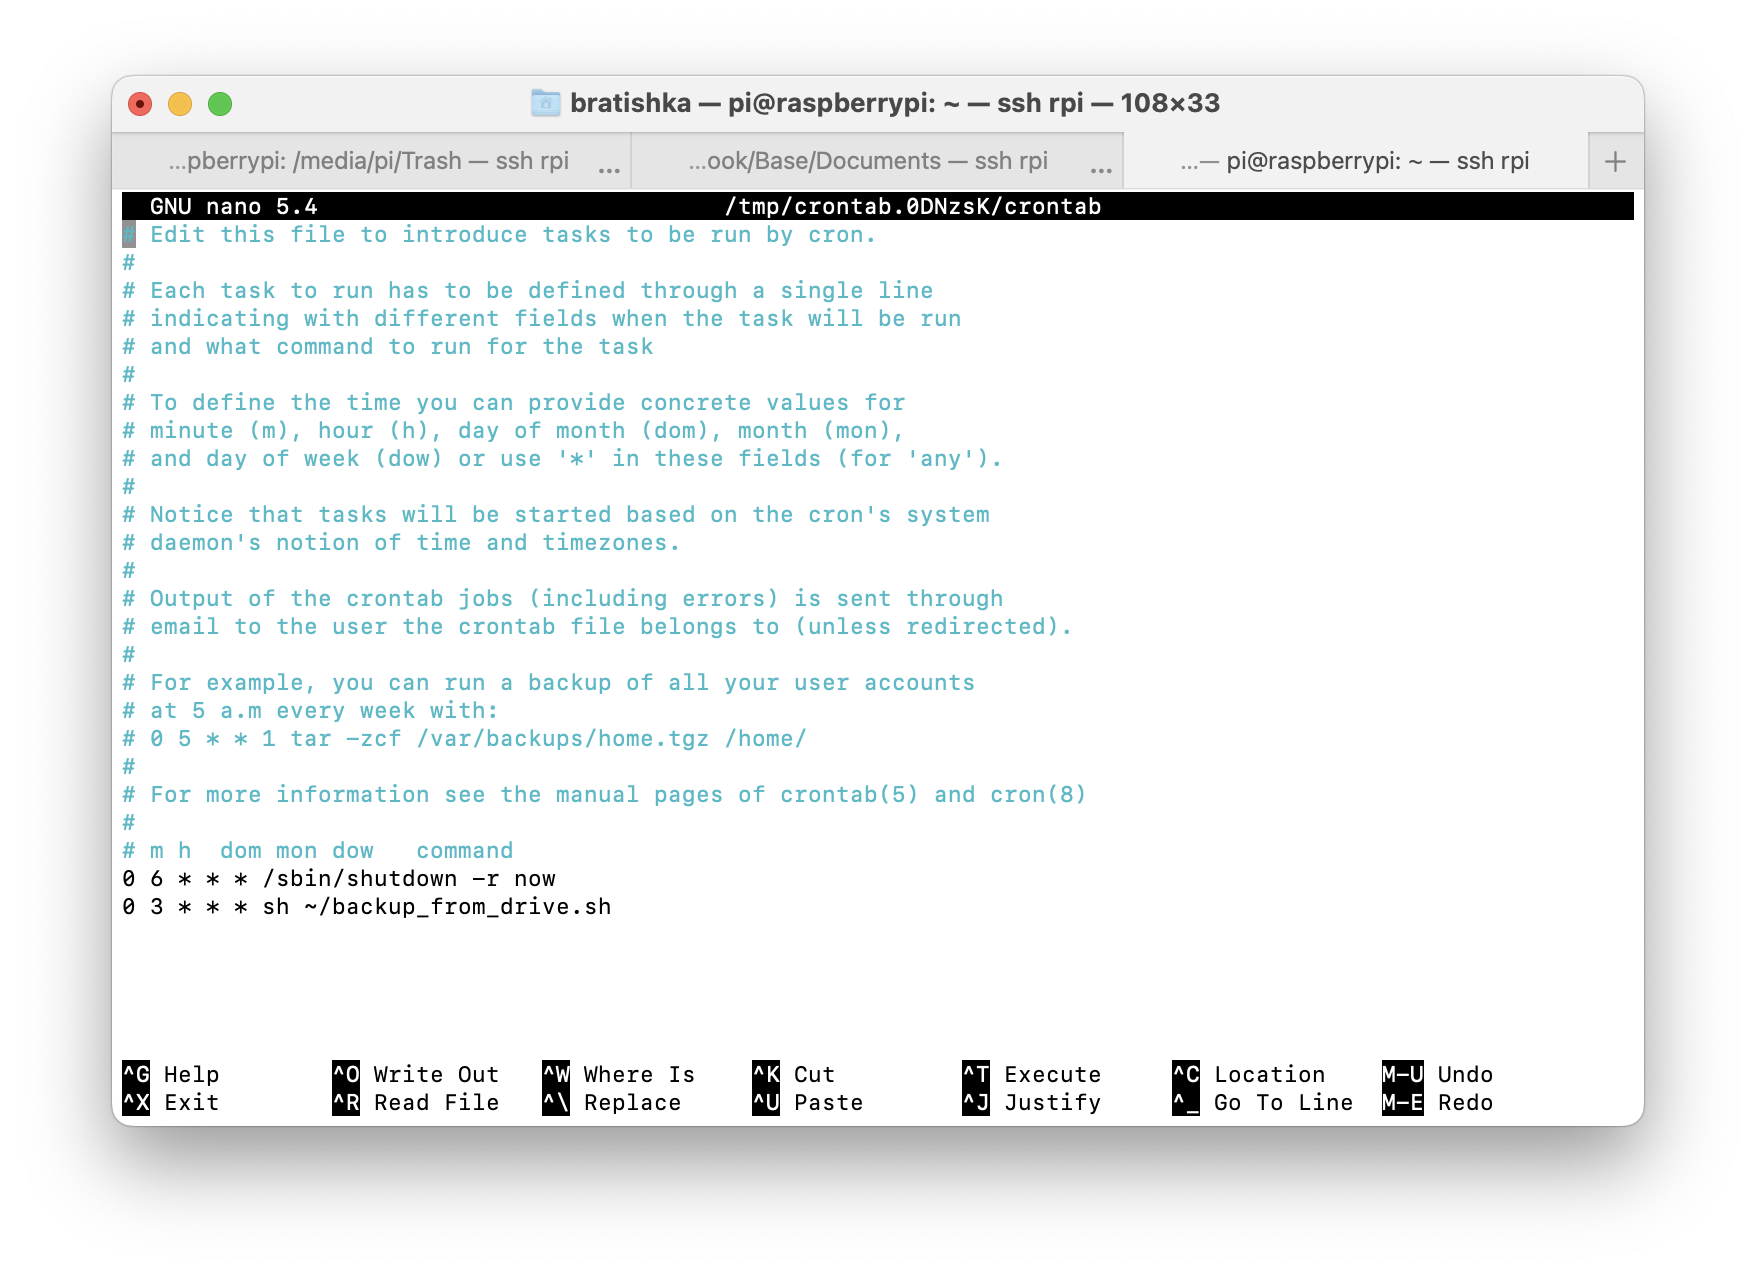 bratishka — pi@raspberrypi: ~ — ssh rpi — 108×33
...pberrypi: /media/pi/Trash — ssh rpi ... ...ook/Base/Documents — ssh rpi ... ...— pi@raspberrypi: ~ — ssh rpi +
GNU nano 5.4 /tmp/crontab.0DNzsK/crontab
# Edit this file to introduce tasks to be run by cron.
#
# Each task to run has to be defined through a single line
# indicating with different fields when the task will be run
# and what command to run for the task
#
# To define the time you can provide concrete values for
# minute (m), hour (h), day of month (dom), month (mon),
# and day of week (dow) or use '*' in these fields (for 'any').
#
# Notice that tasks will be started based on the cron's system
# daemon's notion of time and timezones.
#
# Output of the crontab jobs (including errors) is sent through
# email to the user the crontab file belongs to (unless redirected).
#
# For example, you can run a backup of all your user accounts
# at 5 a.m every week with:
# 0 5 * * 1 tar -zcf /var/backups/home.tgz /home/
#
# For more information see the manual pages of crontab(5) and cron(8)
#
# m h  dom mon dow   command
0 6 * * * /sbin/shutdown -r now
0 3 * * * sh ~/backup_from_drive.sh
^G Help ^O Write Out ^W Where Is ^K Cut ^T Execute ^C Location M-U Undo
^X Exit ^R Read File ^\ Replace ^U Paste ^J Justify ^_ Go To Line M-E Redo